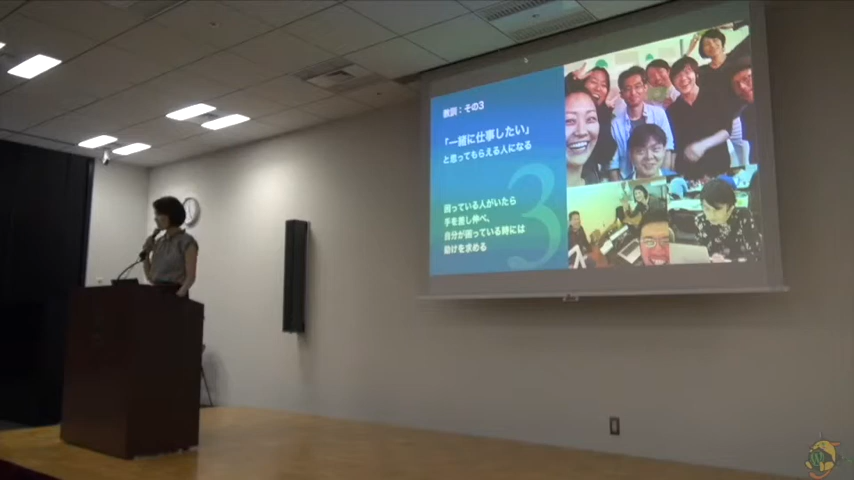 教訓：その3
「一緒に仕事したい」
と思ってもらえる人になる
困っている人がいたら
手を差し伸べ、
自分が困っている時には
助けを求める
3